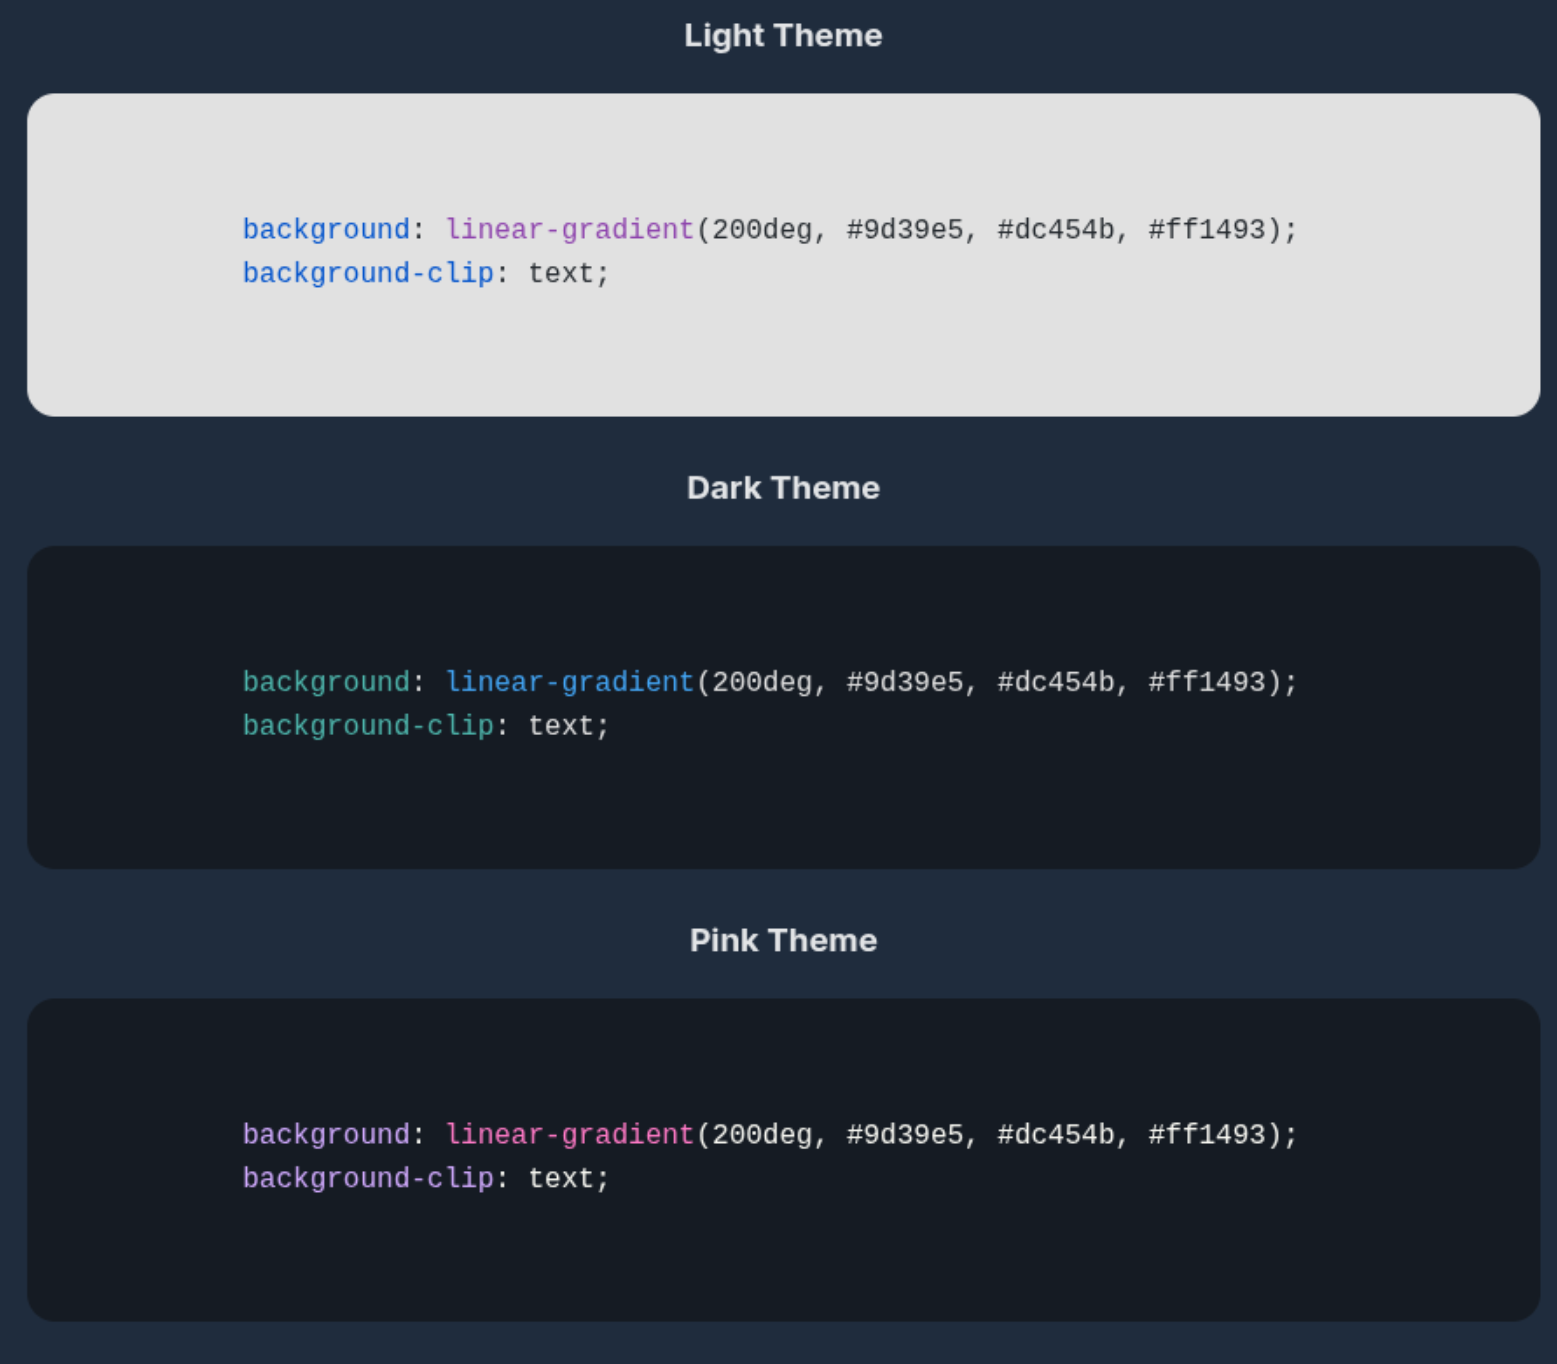 Light Theme
background: linear-gradient(200deg, #9d39e5, #dc454b, #ff1493);
background-clip: text;
Dark Theme
background: linear-gradient(200deg, #9d39e5, #dc454b, #ff1493);
background-clip: text;
Pink Theme
background: linear-gradient(200deg, #9d39e5, #dc454b, #ff1493);
background-clip: text;